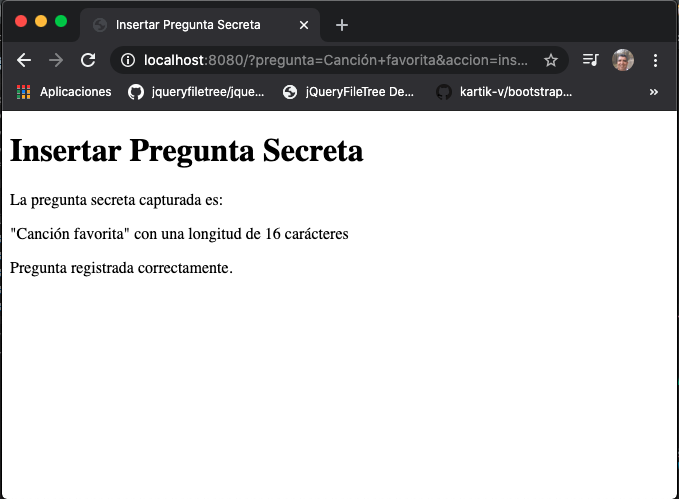 Insertar Pregunta Secreta
localhost:8080/?pregunta=Canción+favorita&accion=ins...
Aplicaciones jqueryfiletree/jque... jQueryFileTree De... kartik-v/bootstrap... »
Insertar Pregunta Secreta
La pregunta secreta capturada es:
"Canción favorita" con una longitud de 16 carácteres
Pregunta registrada correctamente.